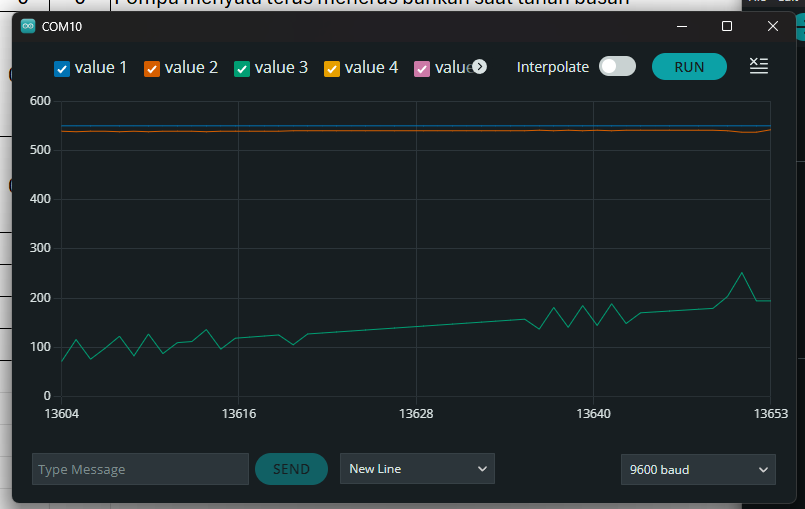 Pompa menyala terus menerus bahkan saat tanah basah
COM10
value 1 value 2 value 3 value 4 value
Interpolate RUN
600
500
400
300
200
100
0
13604 13616 13628 13640 13653
Type Message SEND New Line 9600 baud